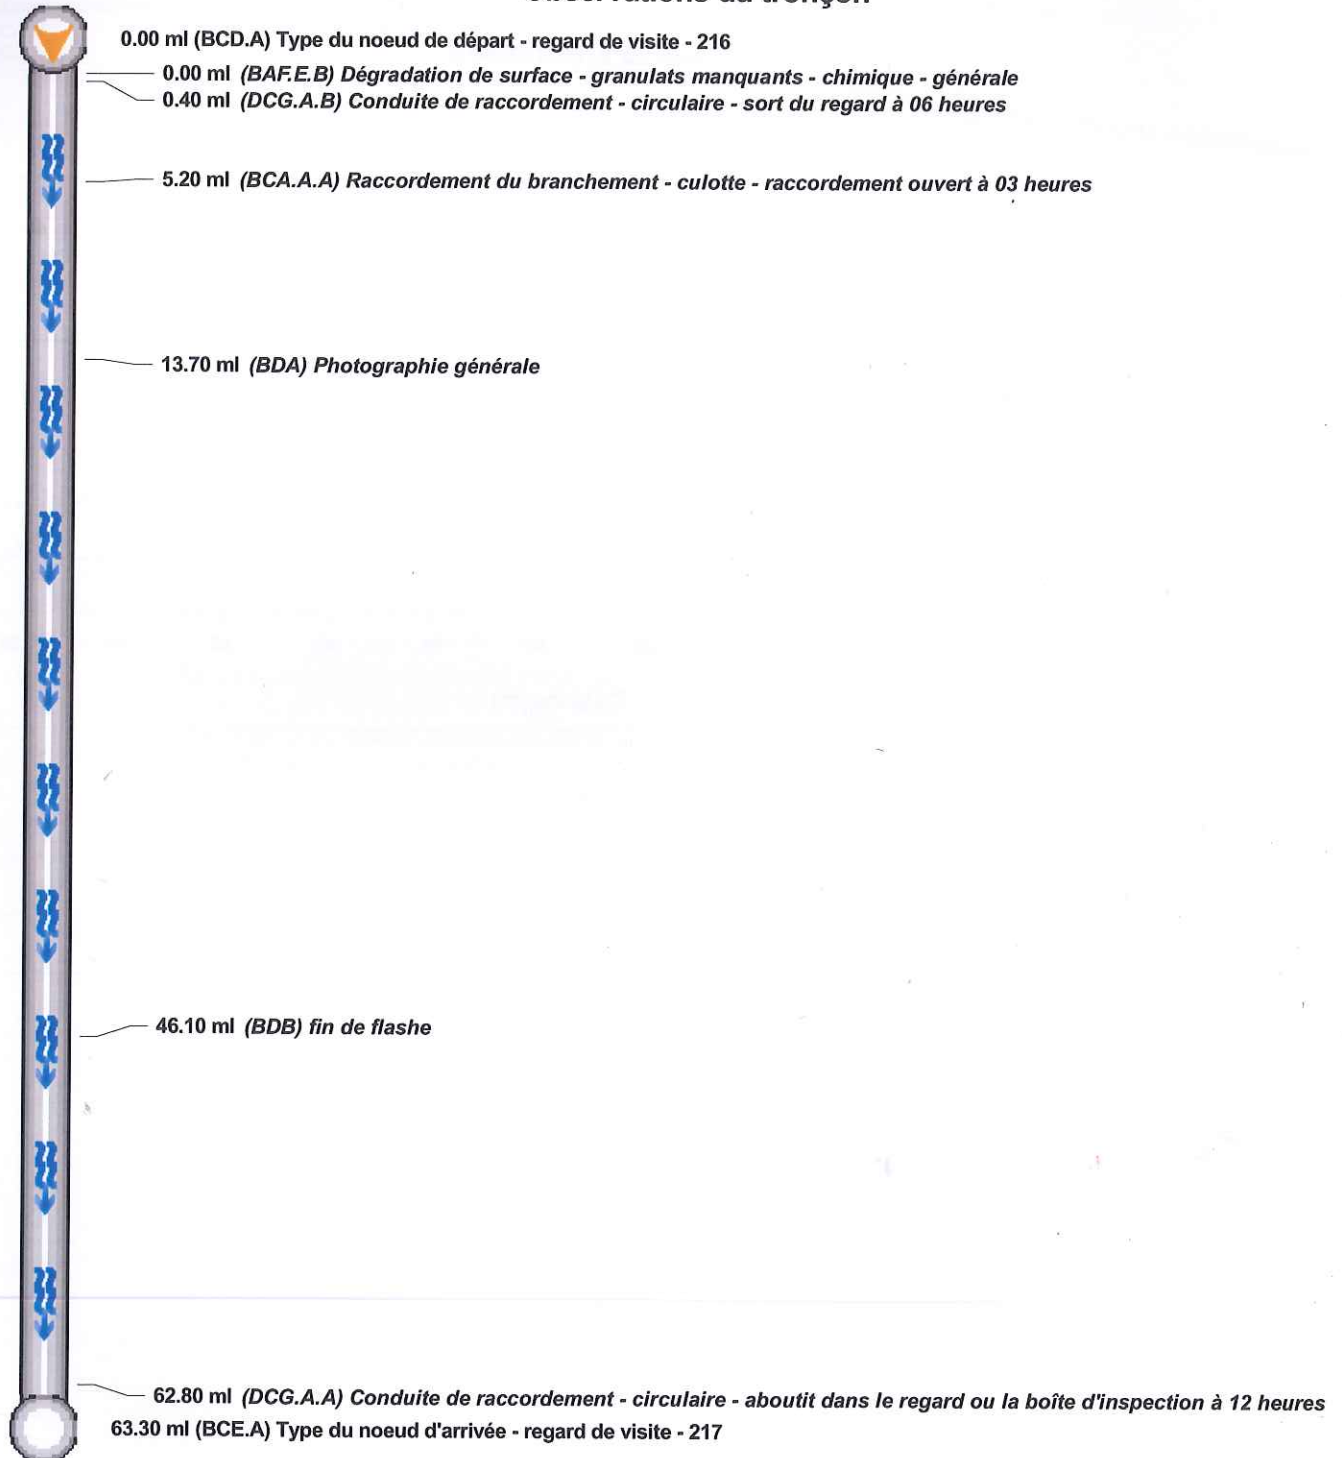 Observations du tronçon
0.00 ml (BCD.A) Type du noeud de départ - regard de visite - 216
0.00 ml (BAF.E.B) Dégradation de surface - granulats manquants - chimique - générale
0.40 ml (DCG.A.B) Conduite de raccordement - circulaire - sort du regard à 06 heures
5.20 ml (BCA.A.A) Raccordement du branchement - culotte - raccordement ouvert à 03 heures
13.70 ml (BDA) Photographie générale
46.10 ml (BDB) fin de flashe
62.80 ml (DCG.A.A) Conduite de raccordement - circulaire - aboutit dans le regard ou la boîte d'inspection à 12 heures
63.30 ml (BCE.A) Type du noeud d'arrivée - regard de visite - 217